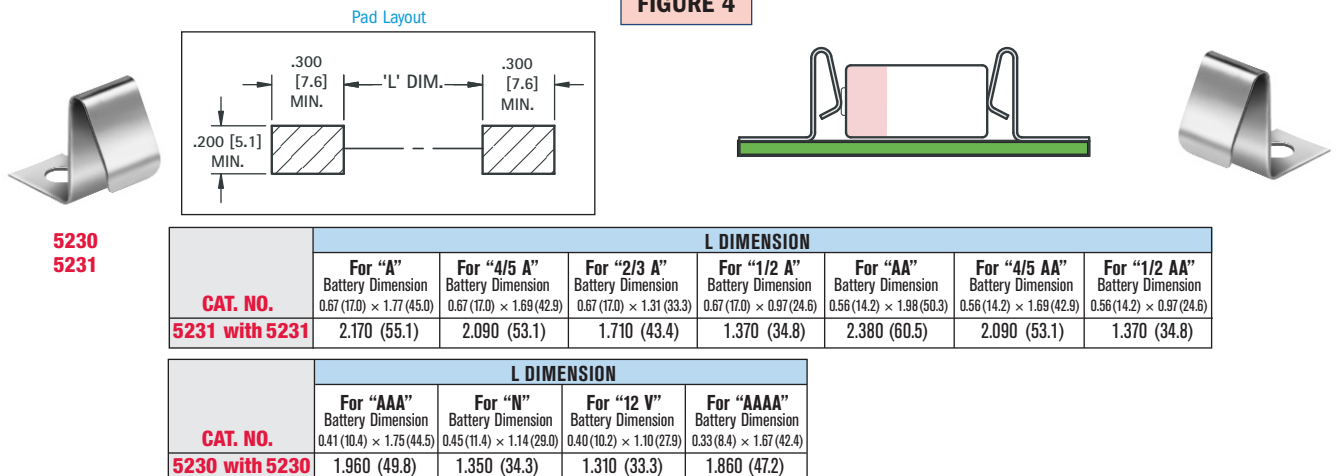 FIGURE 4
Pad Layout
.300
[7.6]
MIN.
'L' DIM.
.300
[7.6]
MIN.
.200 [5.1]
MIN.
5230
5231
L DIMENSION
CAT. NO.
For “A” Battery Dimension 0.67 (17.0) × 1.77 (45.0)
For “4/5 A” Battery Dimension 0.67 (17.0) × 1.69 (42.9)
For “2/3 A” Battery Dimension 0.67 (17.0) × 1.31 (33.3)
For “1/2 A” Battery Dimension 0.67 (17.0) × 0.97 (24.6)
For “AA” Battery Dimension 0.56 (14.2) × 1.98 (50.3)
For “4/5 AA” Battery Dimension 0.56 (14.2) × 1.69 (42.9)
For “1/2 AA” Battery Dimension 0.56 (14.2) × 0.97 (24.6)
5231 with 5231 2.170 (55.1) 2.090 (53.1) 1.710 (43.4) 1.370 (34.8) 2.380 (60.5) 2.090 (53.1) 1.370 (34.8)
L DIMENSION
CAT. NO.
For “AAA” Battery Dimension 0.41 (10.4) × 1.75 (44.5)
For “N” Battery Dimension 0.45 (11.4) × 1.14 (29.0)
For “12 V” Battery Dimension 0.40 (10.2) × 1.10 (27.9)
For “AAAA” Battery Dimension 0.33 (8.4) × 1.67 (42.4)
5230 with 5230 1.960 (49.8) 1.350 (34.3) 1.310 (33.3) 1.860 (47.2)